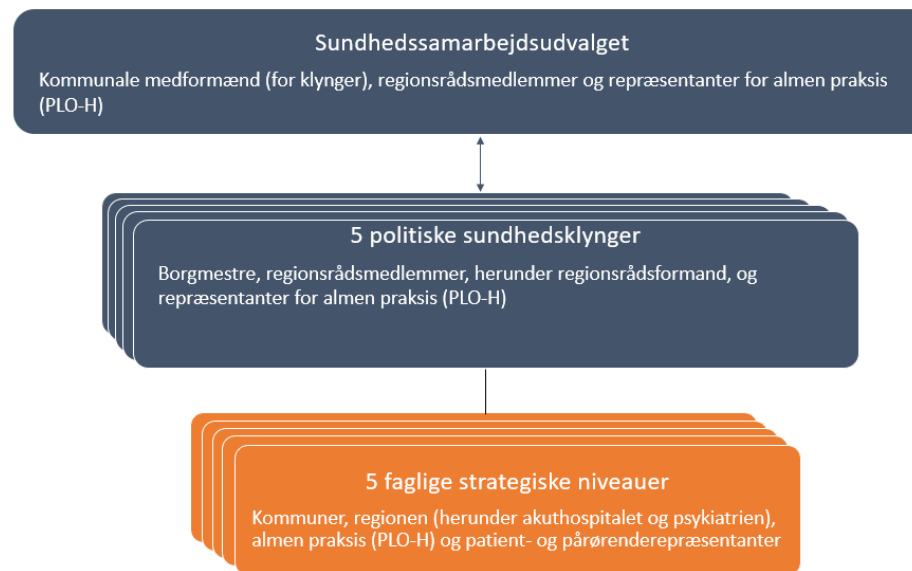 Sundhedssamarbejdsudvalget
Kommunale medformænd (for klynger), regionsrådsmedlemmer og repræsentanter for almen praksis
(PLO-H)
5 politiske sundhedsklynger
Borgmestre, regionsrådsmedlemmer, herunder regionsrådsformand, og
repræsentanter for almen praksis (PLO-H)
5 faglige strategiske niveauer
Kommuner, regionen (herunder akuthospitalet og psykiatrien),
almen praksis (PLO-H) og patient- og pårørenderepræsentanter